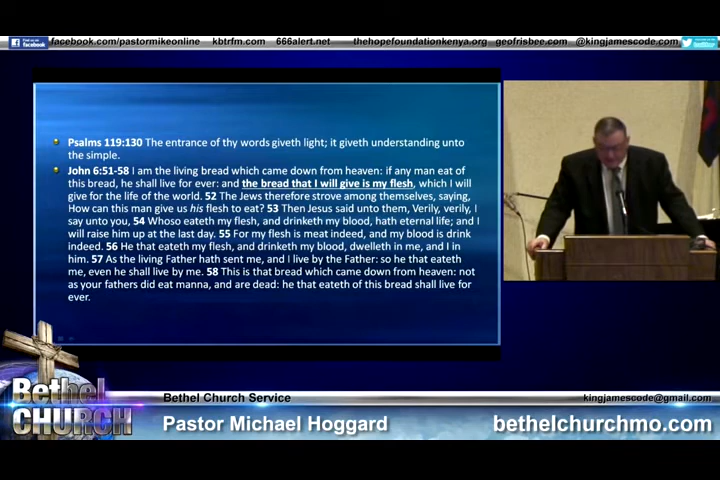 Find us on facebook facebook.com/pastormikeonline kbtrfm.com 666alert.net thehopefoundationkenya.org geofrisbee.com @kingjamescode.com
Psalms 119:130 The entrance of thy words giveth light; it giveth understanding unto
the simple.
John 6:51-58 I am the living bread which came down from heaven: if any man eat of
this bread, he shall live for ever: and the bread that I will give is my flesh, which I will
give for the life of the world. 52 The Jews therefore strove among themselves, saying,
How can this man give us his flesh to eat? 53 Then Jesus said unto them, Verily, verily, I
say unto you, 54 Whoso eateth my flesh, and drinketh my blood, hath eternal life; and I
will raise him up at the last day. 55 For my flesh is meat indeed, and my blood is drink
indeed. 56 He that eateth my flesh, and drinketh my blood, dwelleth in me, and I in
him. 57 As the living Father hath sent me, and I live by the Father: so he that eateth
me, even he shall live by me. 58 This is that bread which came down from heaven: not
as your fathers did eat manna, and are dead: he that eateth of this bread shall live for
ever.
Bethel
CHURCH
Bethel Church Service
kingjamescode@gmail.com
Pastor Michael Hoggard
bethelchurchmo.com